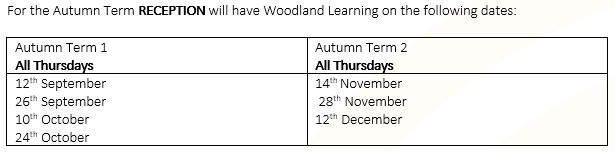 For the Autumn Term RECEPTION will have Woodland Learning on the following dates:
Autumn Term 1
All Thursdays
12th September
26th September
10th October
24th October
Autumn Term 2
All Thursdays
14th November
28th November
12th December